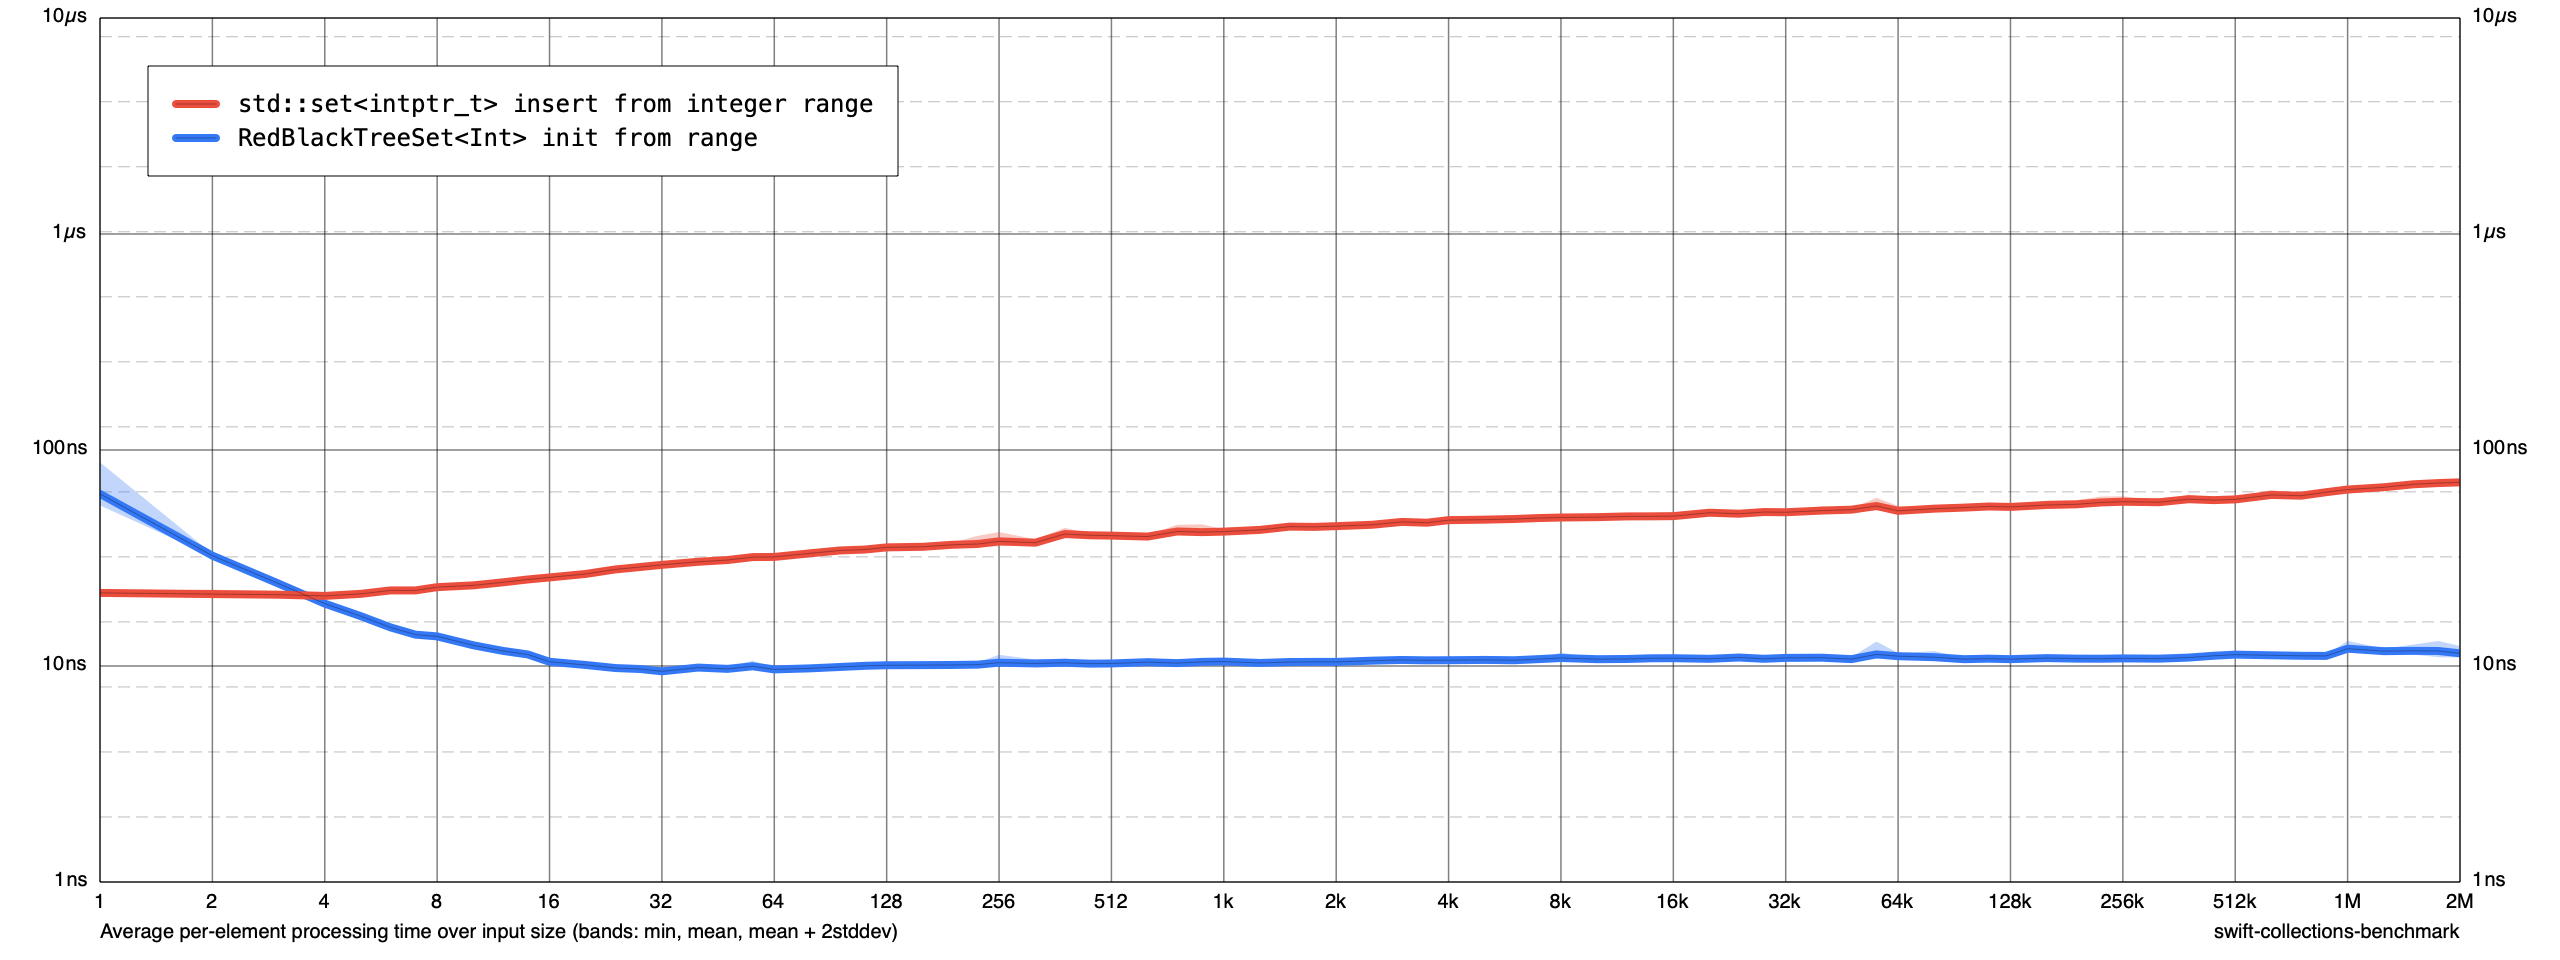 10µs
10µs
std::set<intptr_t> insert from integer range
RedBlackTreeSet<Int> init from range
1µs
1µs
100ns
100ns
10ns
10ns
1ns
1ns
1 2 4 8 16 32 64 128 256 512 1k 2k 4k 8k 16k 32k 64k 128k 256k 512k 1M 2M
Average per-element processing time over input size (bands: min, mean, mean + 2stddev)
swift-collections-benchmark